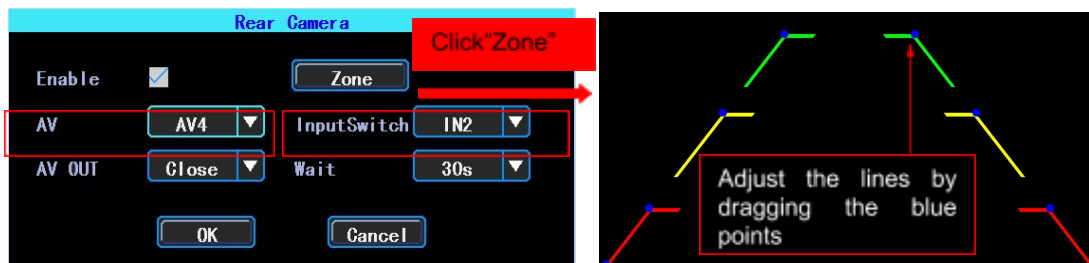 Rear Camera
Click"Zone"
Enable Zone
AV AV4 InputSwitch IN2
AV OUT Close Wait 30s
OK Cancel
Adjust the lines by
dragging the blue
points